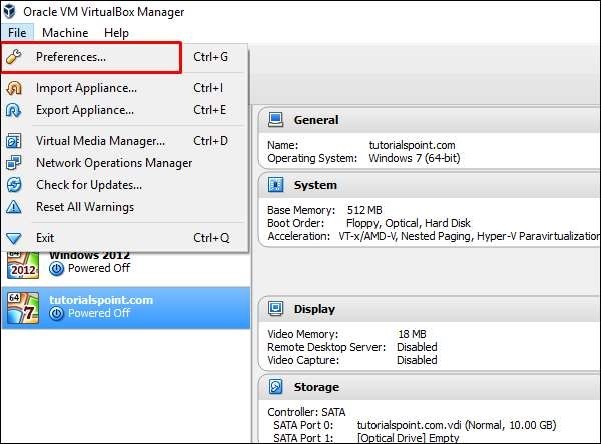 Oracle VM VirtualBox Manager
File Machine Help
Preferences... Ctrl+G
Import Appliance... Ctrl+I
Export Appliance... Ctrl+E
Virtual Media Manager... Ctrl+D
Network Operations Manager
Check for Updates...
Reset All Warnings
Exit Ctrl+Q
2012 Windows 2012
Powered Off
64 7 tutorialspoint.com
Powered Off
General
Name: tutorialspoint.com
Operating System: Windows 7 (64-bit)
System
Base Memory: 512 MB
Boot Order: Floppy, Optical, Hard Disk
Acceleration: VT-x/AMD-V, Nested Paging, Hyper-V Paravirtualization
Display
Video Memory: 18 MB
Remote Desktop Server: Disabled
Video Capture: Disabled
Storage
Controller: SATA
SATA Port 0: tutorialspoint.com.vdi (Normal, 10.00 GB)
SATA Port 1: [Optical Drive] Empty